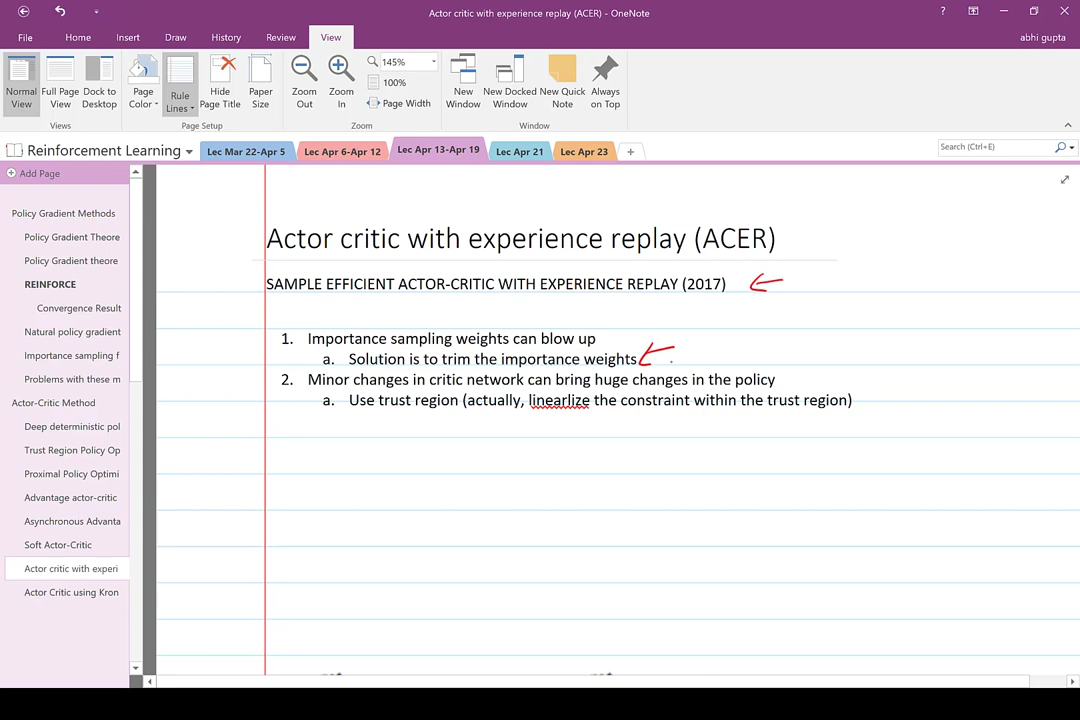 Actor critic with experience replay (ACER) - OneNote
?
File
Home
Insert
Draw
History
Review
View
abhi gupta
Normal View
Full Page View
Dock to Desktop
Page Color
Rule Lines
Hide Page Title
Paper Size
Zoom Out
Zoom In
145%
100%
Page Width
New Window
New Docked Window
New Quick Note
Always on Top
Views
Page Setup
Zoom
Window
Reinforcement Learning
Lec Mar 22-Apr 5
Lec Apr 6-Apr 12
Lec Apr 13-Apr 19
Lec Apr 21
Lec Apr 23
+
Search (Ctrl+E)
Add Page
Policy Gradient Methods
Policy Gradient Theore
Policy Gradient theore
REINFORCE
Convergence Result
Natural policy gradient
Importance sampling f
Problems with these m
Actor-Critic Method
Deep deterministic pol
Trust Region Policy Op
Proximal Policy Optimi
Advantage actor-critic
Asynchronous Advanta
Soft Actor-Critic
Actor critic with experi
Actor Critic using Kron
Actor critic with experience replay (ACER)
SAMPLE EFFICIENT ACTOR-CRITIC WITH EXPERIENCE REPLAY (2017)
1. Importance sampling weights can blow up
a. Solution is to trim the importance weights
2. Minor changes in critic network can bring huge changes in the policy
a. Use trust region (actually, linearlize the constraint within the trust region)